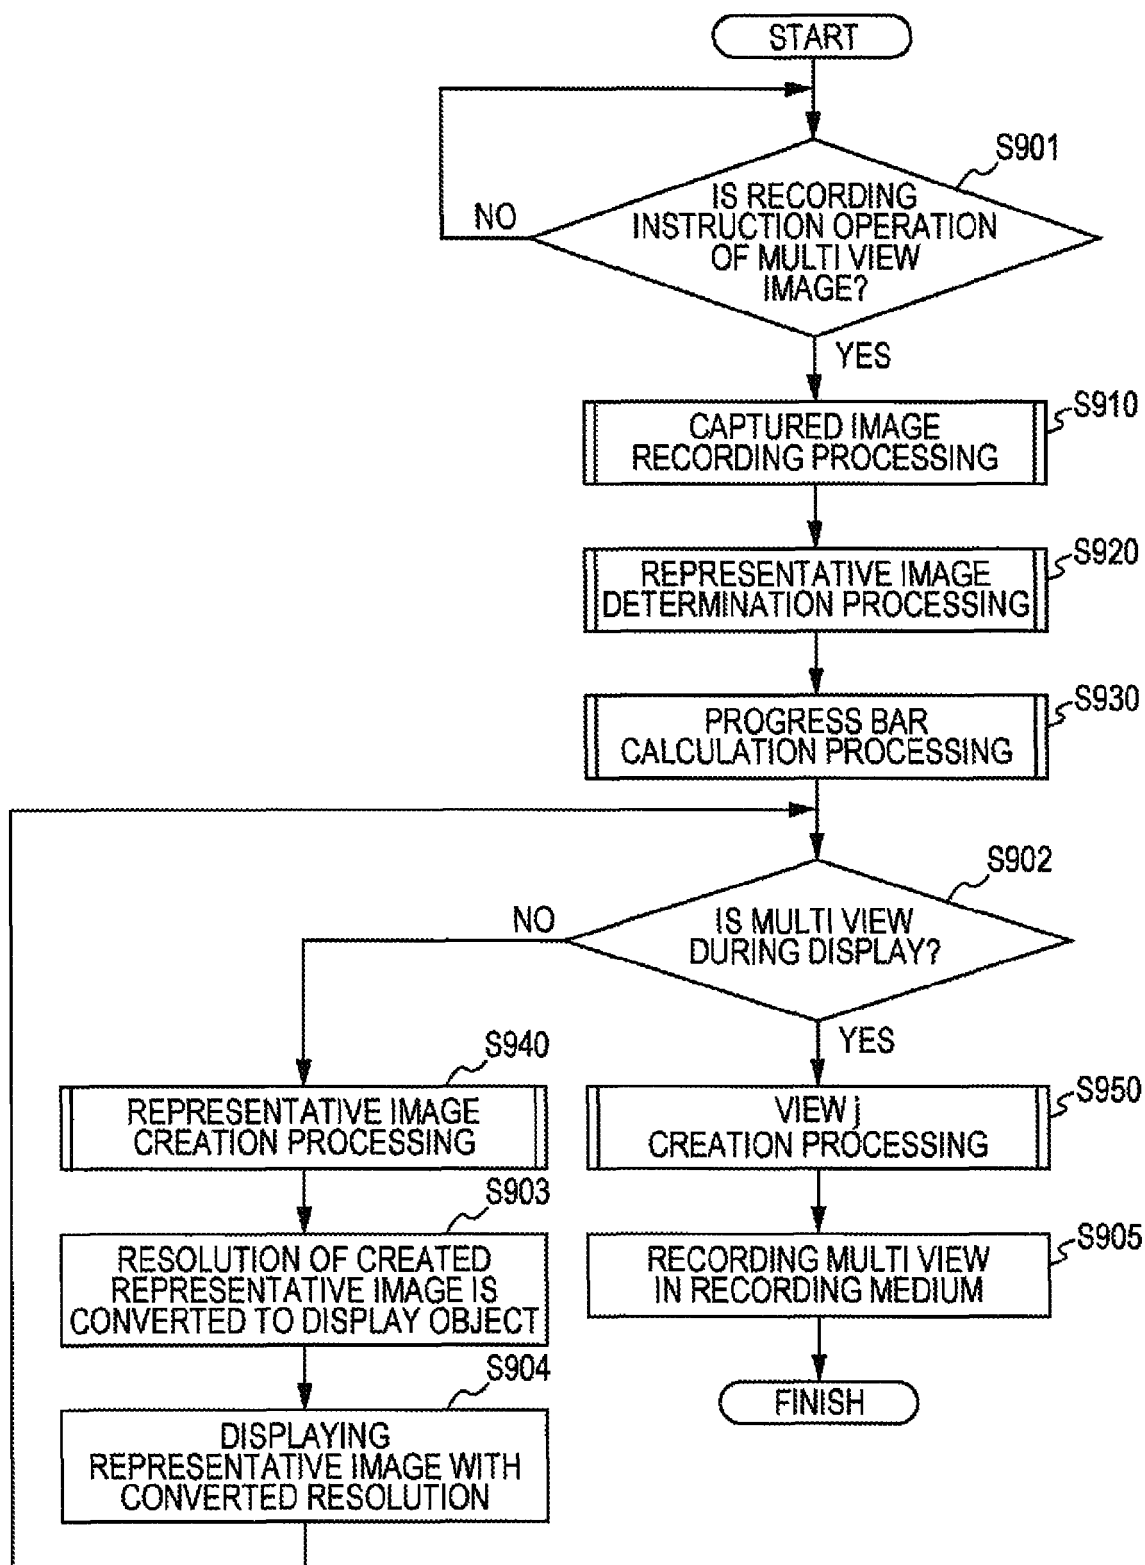 START
S901
IS RECORDING
INSTRUCTION OPERATION
OF MULTI VIEW
IMAGE?
NO
YES
S910
CAPTURED IMAGE
RECORDING PROCESSING
S920
REPRESENTATIVE IMAGE
DETERMINATION PROCESSING
S930
PROGRESS BAR
CALCULATION PROCESSING
S902
IS MULTI VIEW
DURING DISPLAY?
NO
YES
S940
REPRESENTATIVE IMAGE
CREATION PROCESSING
S903
RESOLUTION OF CREATED
REPRESENTATIVE IMAGE IS
CONVERTED TO DISPLAY OBJECT
S904
DISPLAYING
REPRESENTATIVE IMAGE WITH
CONVERTED RESOLUTION
S950
VIEW j
CREATION PROCESSING
S905
RECORDING MULTI VIEW
IN RECORDING MEDIUM
FINISH